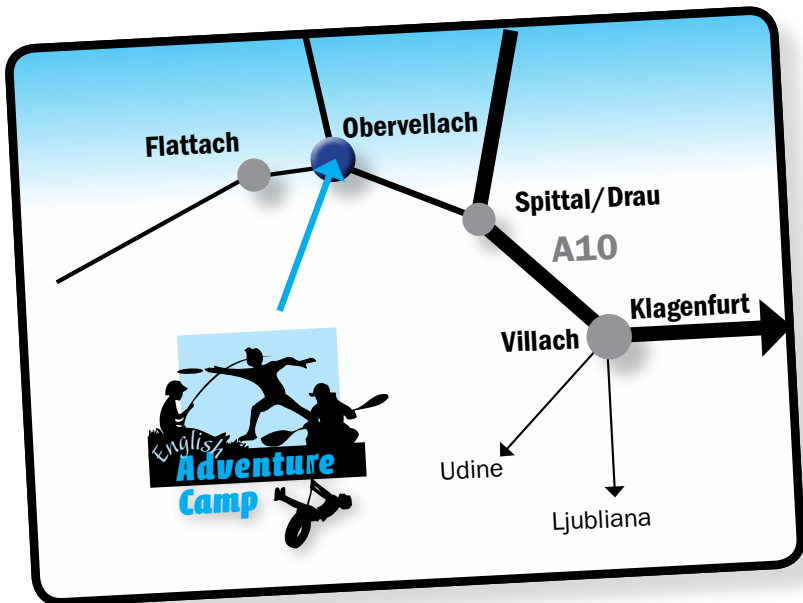 Obervellach
Flattach
Spittal/Drau
A10
Klagenfurt
Villach
English
Adventure
Camp
Udine
Ljubliana